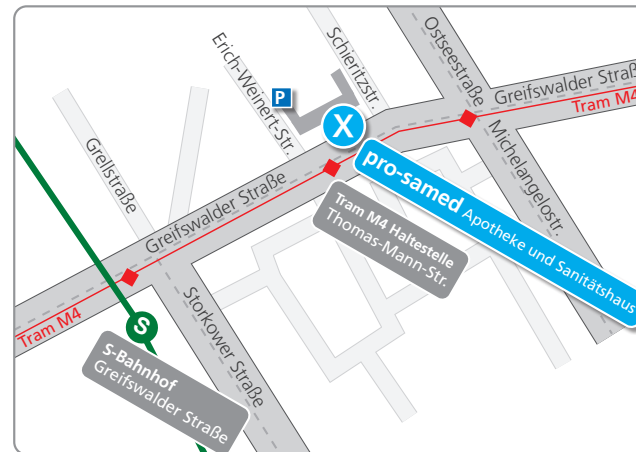 Ostseestraße
Erich-Weinert-Str.
Schieritzstr.
Greifswalder Straß
Tram M4
P
X
Michelangelostr.
Grellstraße
pro-samed Apotheke und Sanitätshaus
Greifswalder Straße
Tram M4 Haltestelle
Thomas-Mann-Str.
Tram M4
S
Storkower Straße
S-Bahnhof
Greifswalder Straße